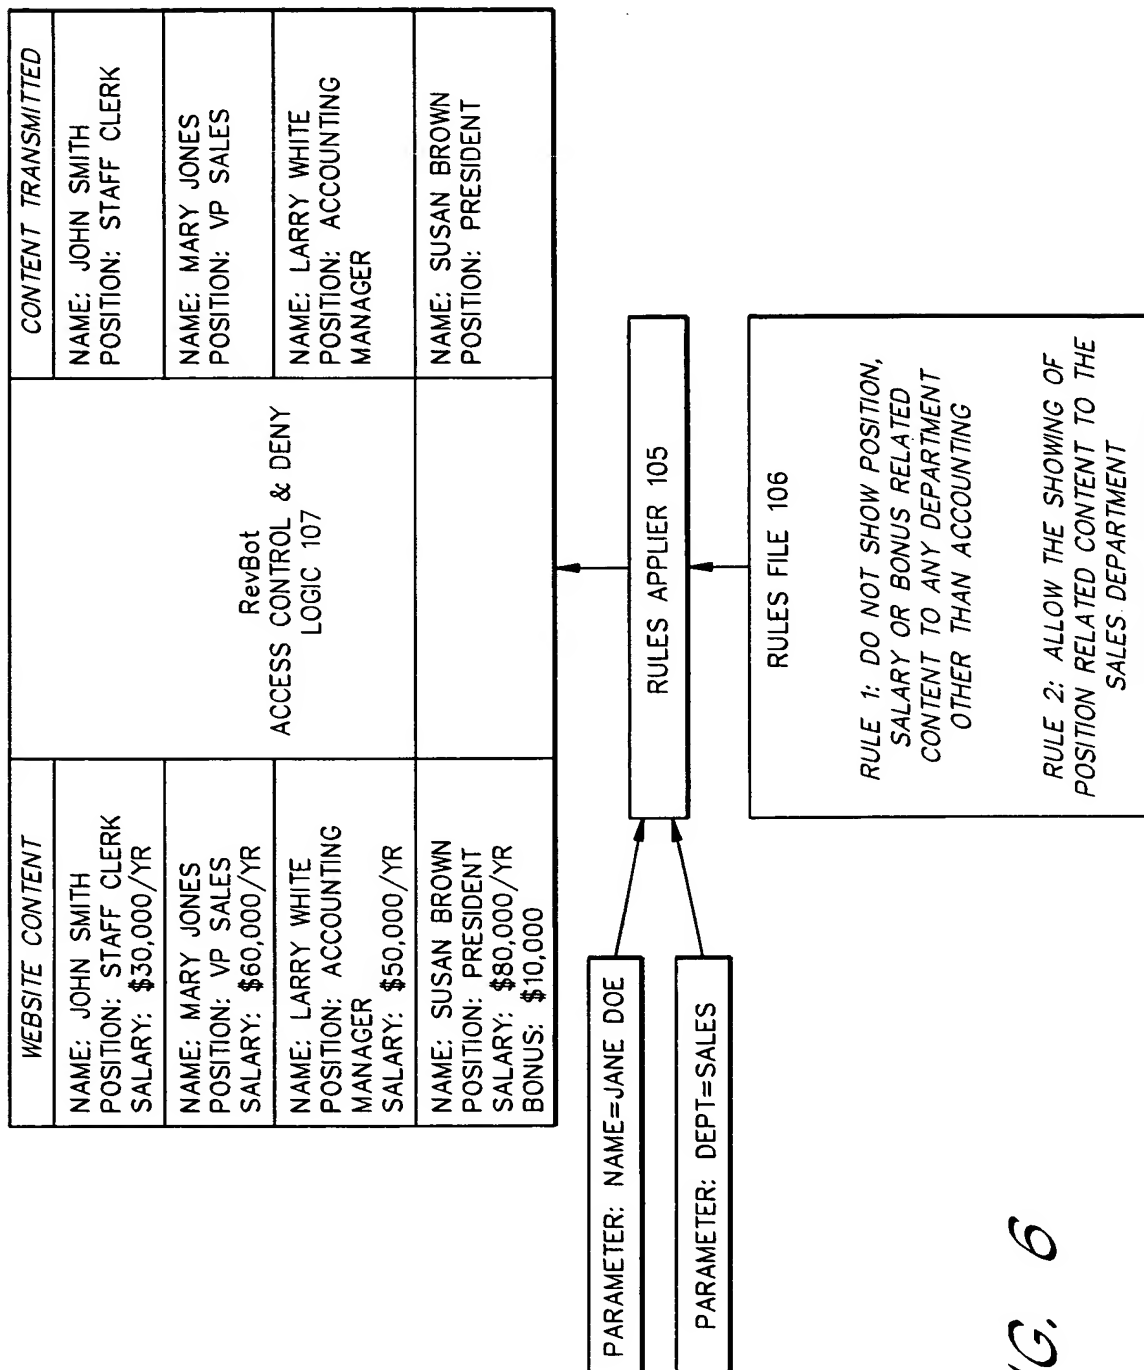 WEBSITE CONTENT
NAME: JOHN SMITH
POSITION: STAFF CLERK
SALARY: $30,000/YR
NAME: MARY JONES
POSITION: VP SALES
SALARY: $60,000/YR
NAME: LARRY WHITE
POSITION: ACCOUNTING
MANAGER
SALARY: $50,000/YR
NAME: SUSAN BROWN
POSITION: PRESIDENT
SALARY: $80,000/YR
BONUS: $10,000
RevBot
ACCESS CONTROL & DENY
LOGIC 107
CONTENT TRANSMITTED
NAME: JOHN SMITH
POSITION: STAFF CLERK
NAME: MARY JONES
POSITION: VP SALES
NAME: LARRY WHITE
POSITION: ACCOUNTING
MANAGER
NAME: SUSAN BROWN
POSITION: PRESIDENT
PARAMETER: NAME=JANE DOE
PARAMETER: DEPT=SALES
RULES APPLIER 105
RULES FILE 106
RULE 1: DO NOT SHOW POSITION,
SALARY OR BONUS RELATED
CONTENT TO ANY DEPARTMENT
OTHER THAN ACCOUNTING
RULE 2: ALLOW THE SHOWING OF
POSITION RELATED CONTENT TO THE
SALES DEPARTMENT
G. 6